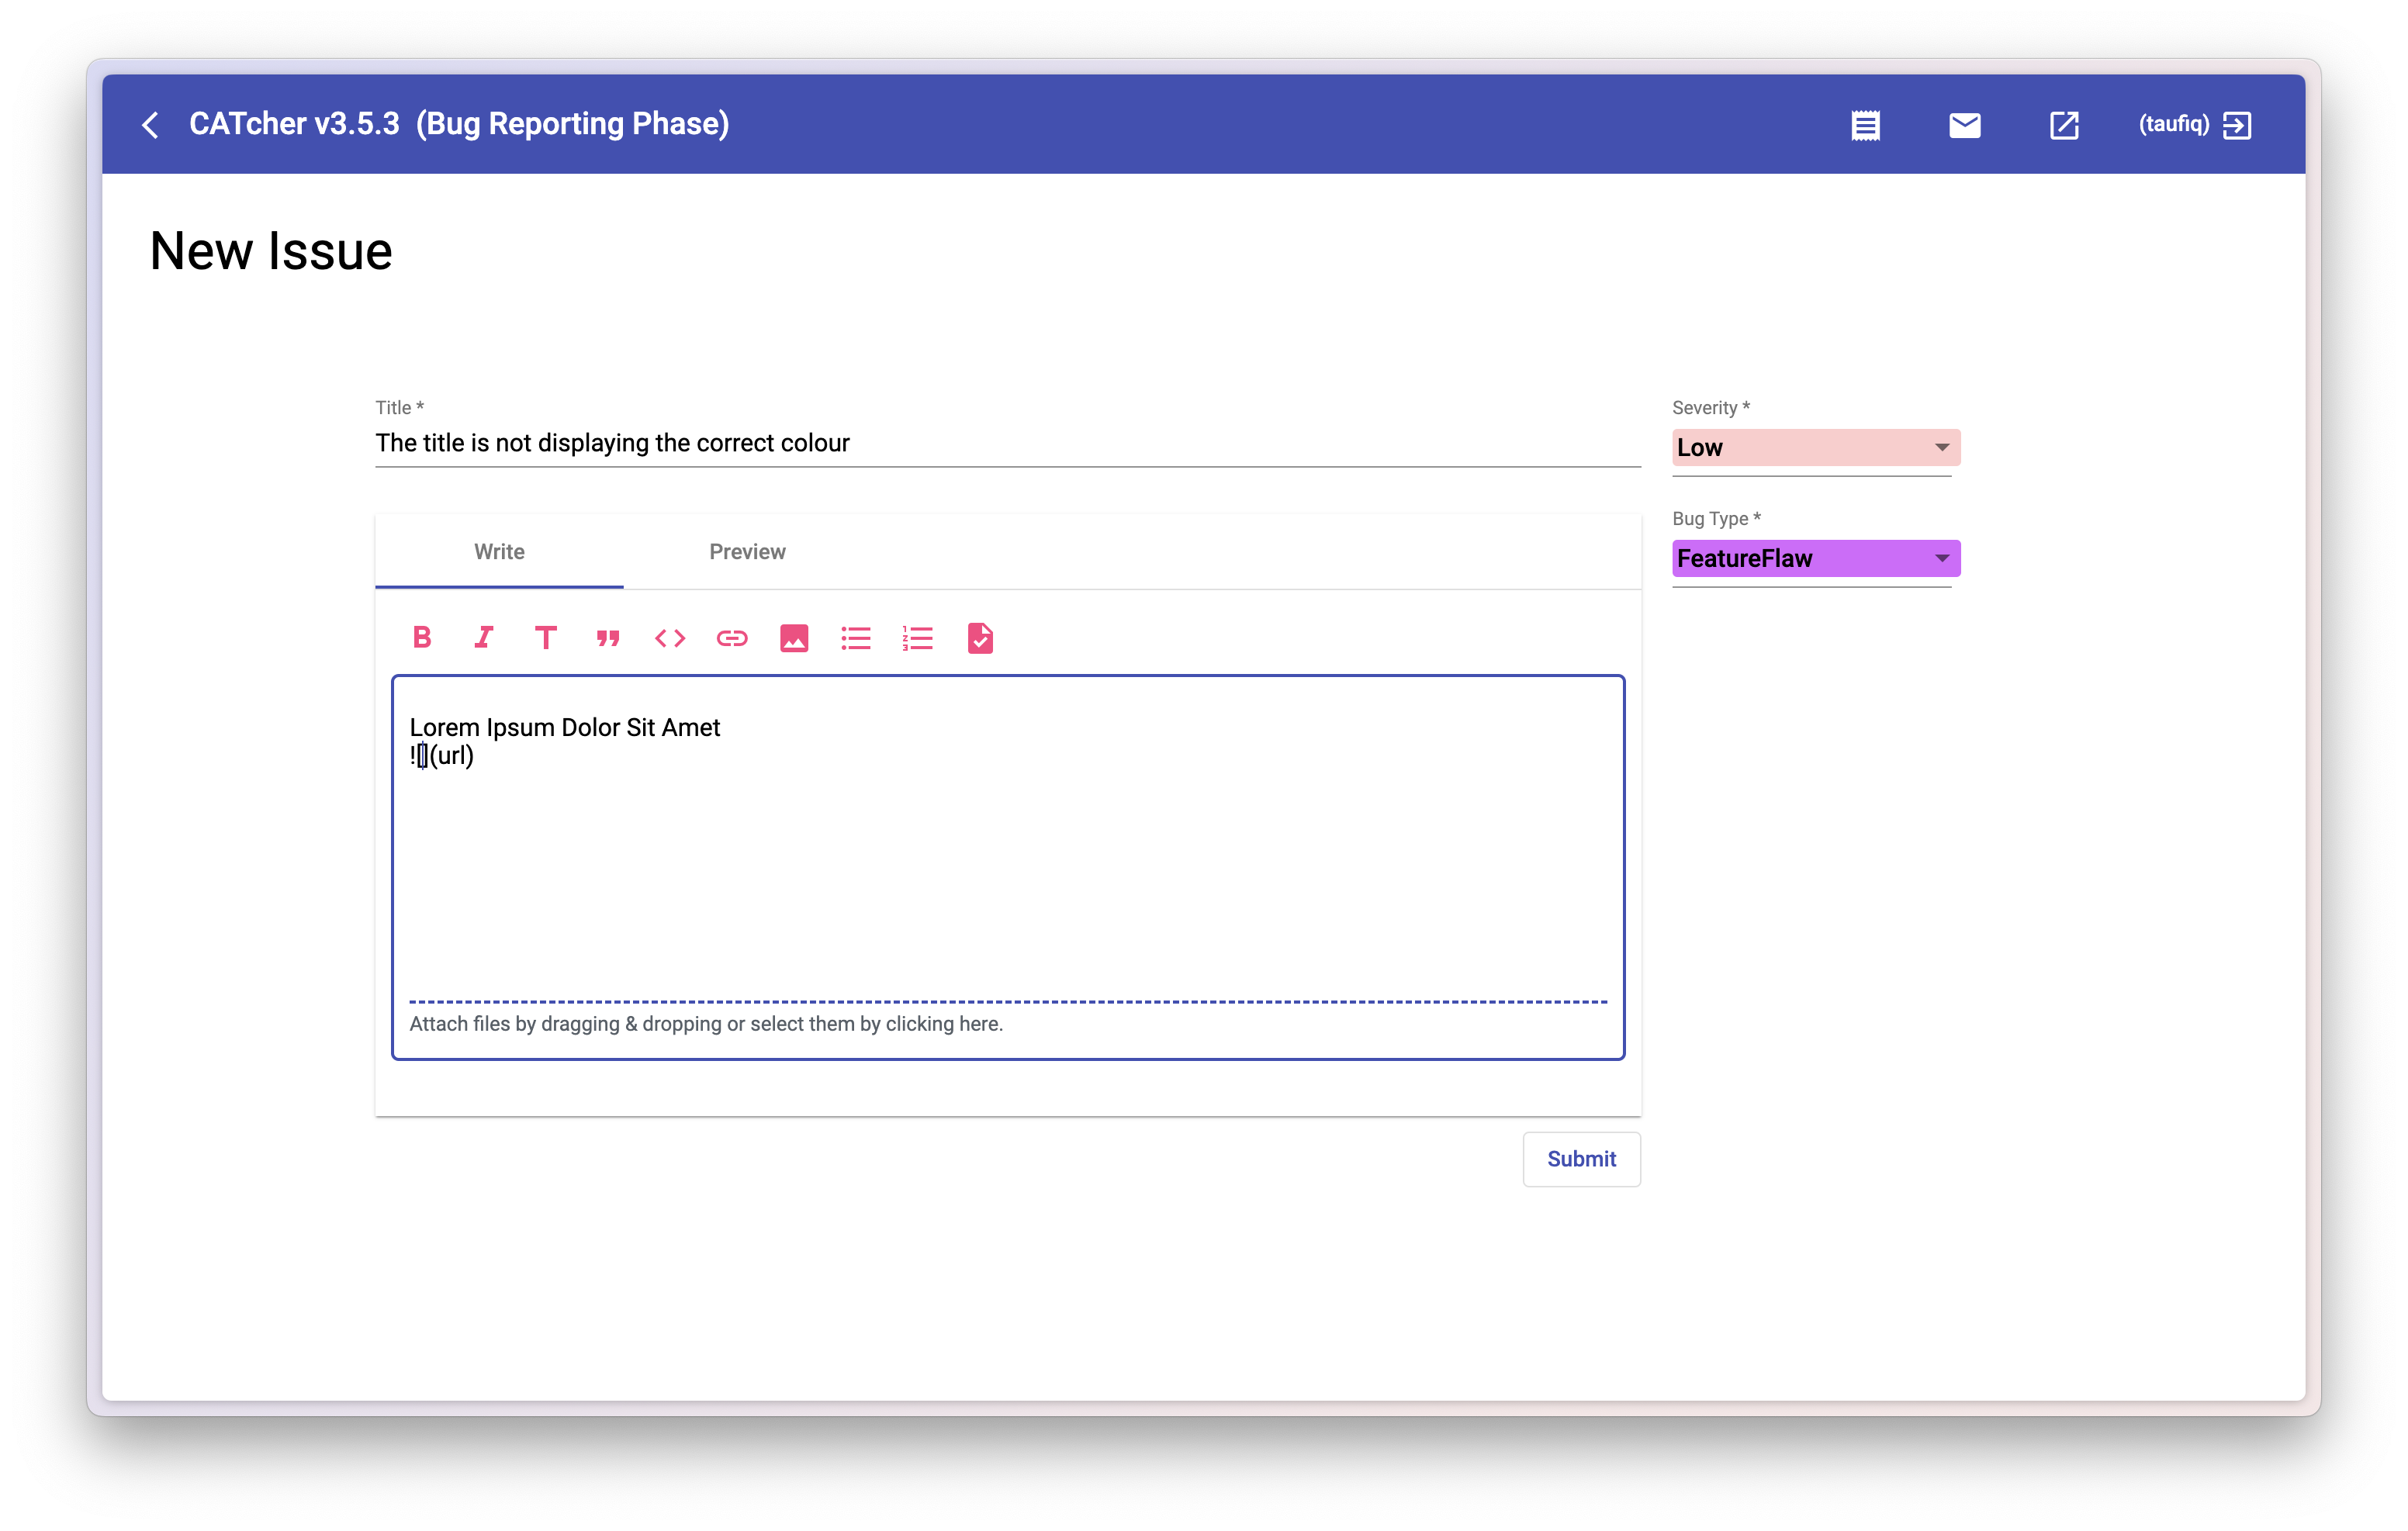 CATcher v3.5.3 (Bug Reporting Phase)
(taufiq)
New Issue
Title *
The title is not displaying the correct colour
Severity *
Low
Bug Type *
FeatureFlaw
Write
Preview
Lorem Ipsum Dolor Sit Amet
![](url)
Attach files by dragging & dropping or select them by clicking here.
Submit